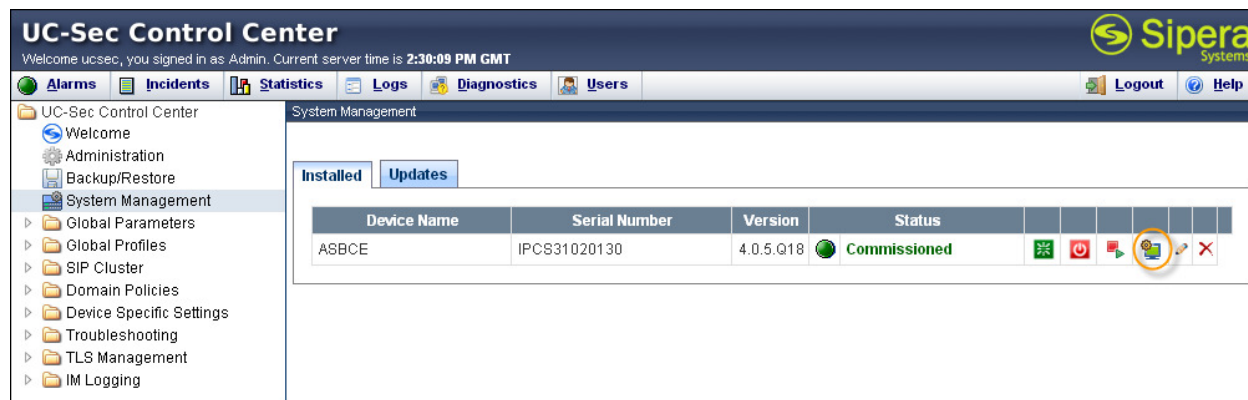 UC-Sec Control Center
Sipera
Systems
Welcome ucsec, you signed in as Admin. Current server time is 2:30:09 PM GMT
Alarms Incidents Statistics Logs Diagnostics Users Logout Help
UC-Sec Control Center
Welcome
Administration
Backup/Restore
System Management
Global Parameters
Global Profiles
SIP Cluster
Domain Policies
Device Specific Settings
Troubleshooting
TLS Management
IM Logging
System Management
Installed Updates
Device Name Serial Number Version Status
ASBCE IPCS31020130 4.0.5.Q18 Commissioned